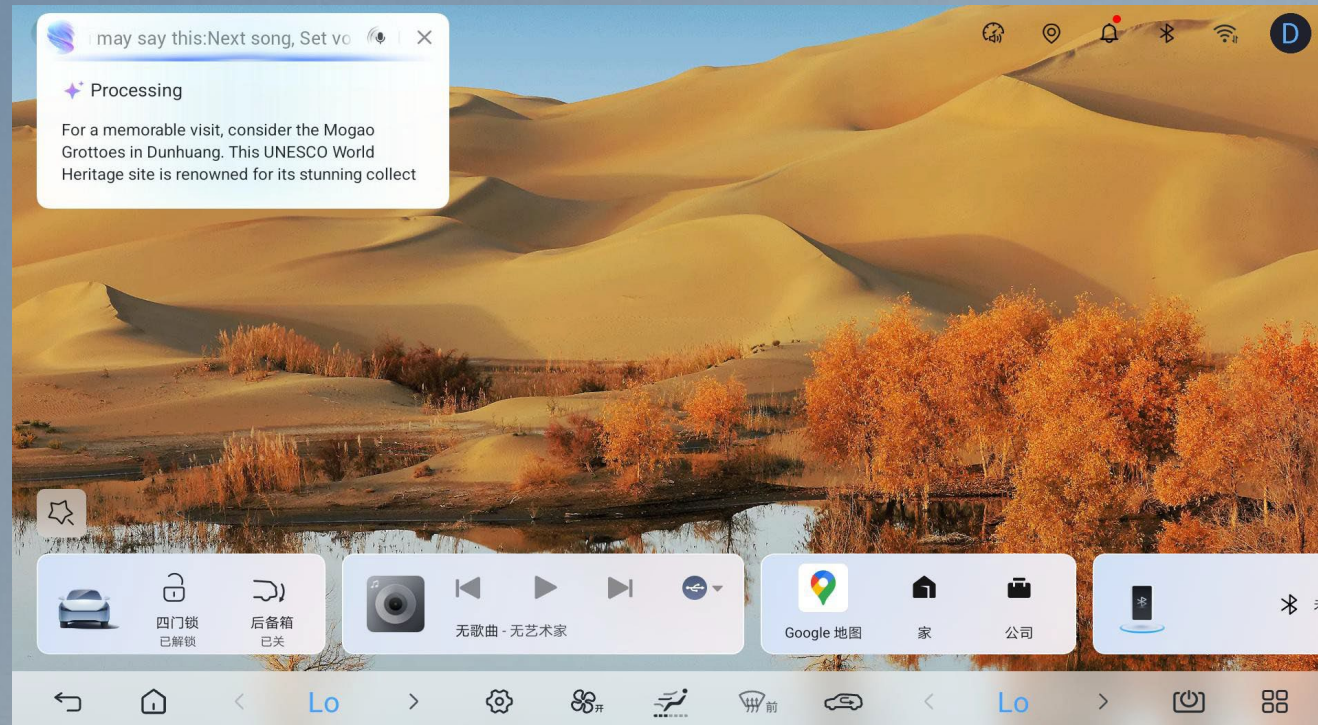 may say this:Next song, Set vo
D
Processing
For a memorable visit, consider the Mogao
Grottoes in Dunhuang. This UNESCO World
Heritage site is renowned for its stunning collect
四门锁
已解锁
后备箱
已关
无歌曲 - 无艺术家
Google 地图
家
公司
Lo
开
前
Lo